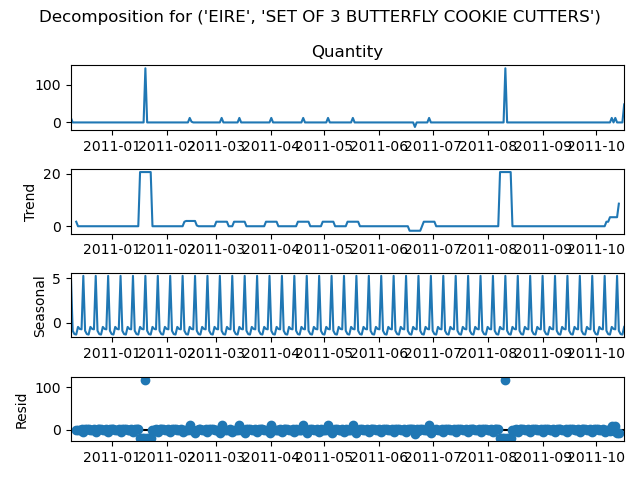 Decomposition for ('EIRE', 'SET OF 3 BUTTERFLY COOKIE CUTTERS')
Quantity
100
0
2011-01 2011-02 2011-03 2011-04 2011-05 2011-06 2011-07 2011-08 2011-09 2011-10
Trend
20
0
2011-01 2011-02 2011-03 2011-04 2011-05 2011-06 2011-07 2011-08 2011-09 2011-10
Seasonal
5
0
2011-01 2011-02 2011-03 2011-04 2011-05 2011-06 2011-07 2011-08 2011-09 2011-10
Resid
100
0
2011-01 2011-02 2011-03 2011-04 2011-05 2011-06 2011-07 2011-08 2011-09 2011-10